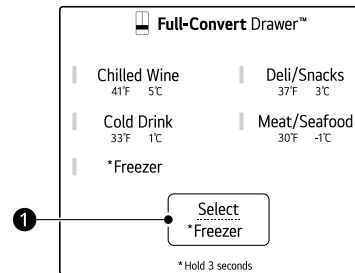 Full-Convert Drawer™
Chilled Wine
41°F 5℃
Deli/Snacks
37°F 3℃
Cold Drink
33°F 1℃
Meat/Seafood
30°F -1℃
*Freezer
1
Select
*Freezer
*Hold 3 seconds